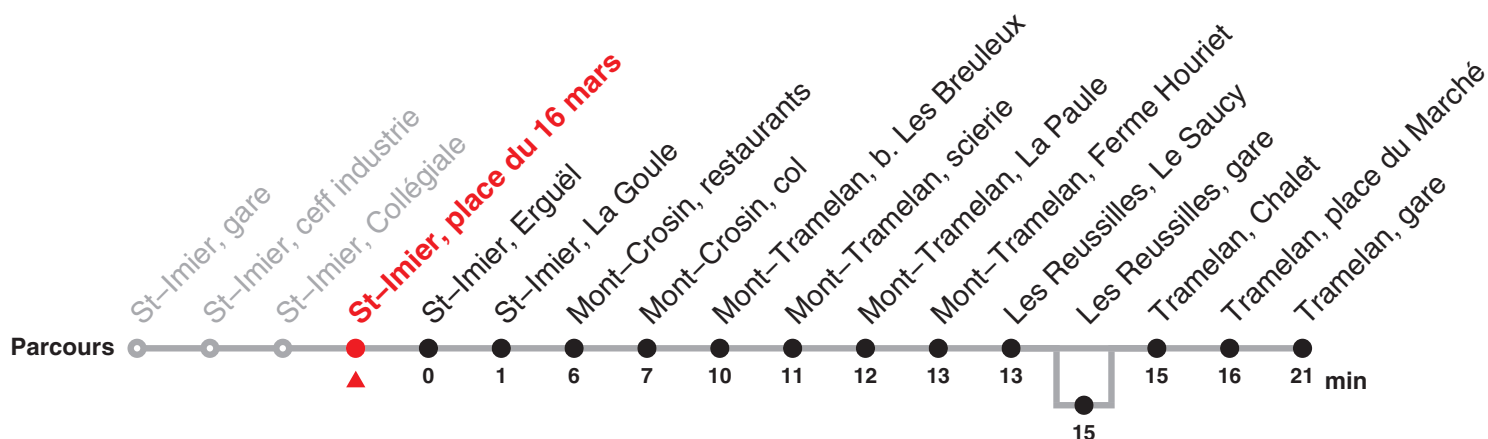 St–Imier, gare
St–Imier, ceff industrie
St–Imier, Collégiale
St–Imier, place du 16 mars
St–Imier, Erguël
St–Imier, La Goule
Mont–Crosin, restaurants
Mont–Crosin, col
Mont–Tramelan, b. Les Breuleux
Mont–Tramelan, scierie
Mont–Tramelan, La Paule
Mont–Tramelan, Ferme Houriet
Les Reussilles, Le Saucy
Les Reussilles, gare
Tramelan, Chalet
Tramelan, place du Marché
Tramelan, gare
Parcours
0 1 6 7 10 11 12 13 13 15 16 21 min
15